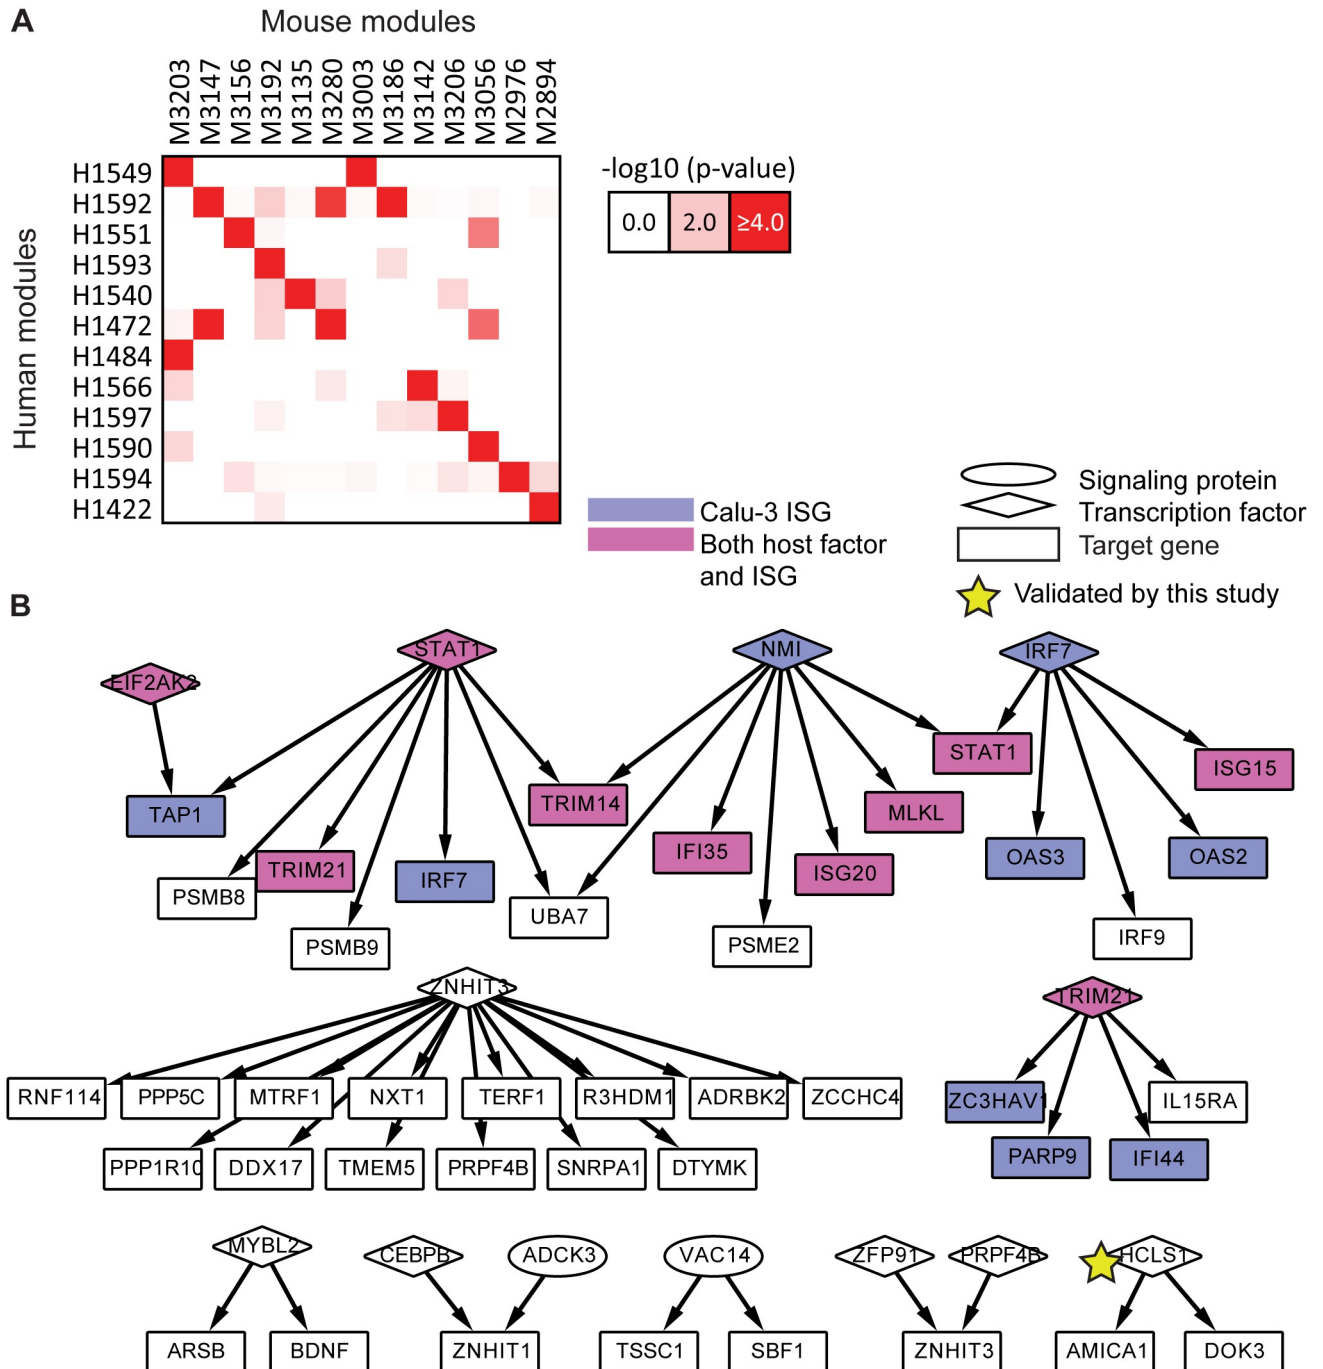 A
Mouse modules
M3203
M3147
M3156
M3192
M3135
M3280
M3003
M3186
M3142
M3206
M3056
M2976
M2894
Human modules
H1549
H1592
H1551
H1593
H1540
H1472
H1484
H1566
H1597
H1590
H1594
H1422
-log10 (p-value)
0.0 2.0 ≥4.0
Calu-3 ISG
Both host factor
and ISG
Signaling protein
Transcription factor
Target gene
Validated by this study
B
EIF2AK2
STAT1
NMI
IRF7
TAP1
TRIM14
STAT1
ISG15
PSMB8
TRIM21
IRF7
IFI35
ISG20
MLKL
OAS3
OAS2
PSMB9
UBA7
PSME2
IRF9
ZNHIT3
TRIM21
RNF114
PPP5C
MTRF1
NXT1
TERF1
R3HDM1
ADRBK2
ZCCHC4
ZC3HAV1
IL15RA
PPP1R10
DDX17
TMEM5
PRPF4B
SNRPA1
DTYMK
PARP9
IFI44
MYBL2
CEBPB
ADCK3
VAC14
ZFP91
PRPF4B
HCLS1
ARSB
BDNF
ZNHIT1
TSSC1
SBF1
ZNHIT3
AMICA1
DOK3